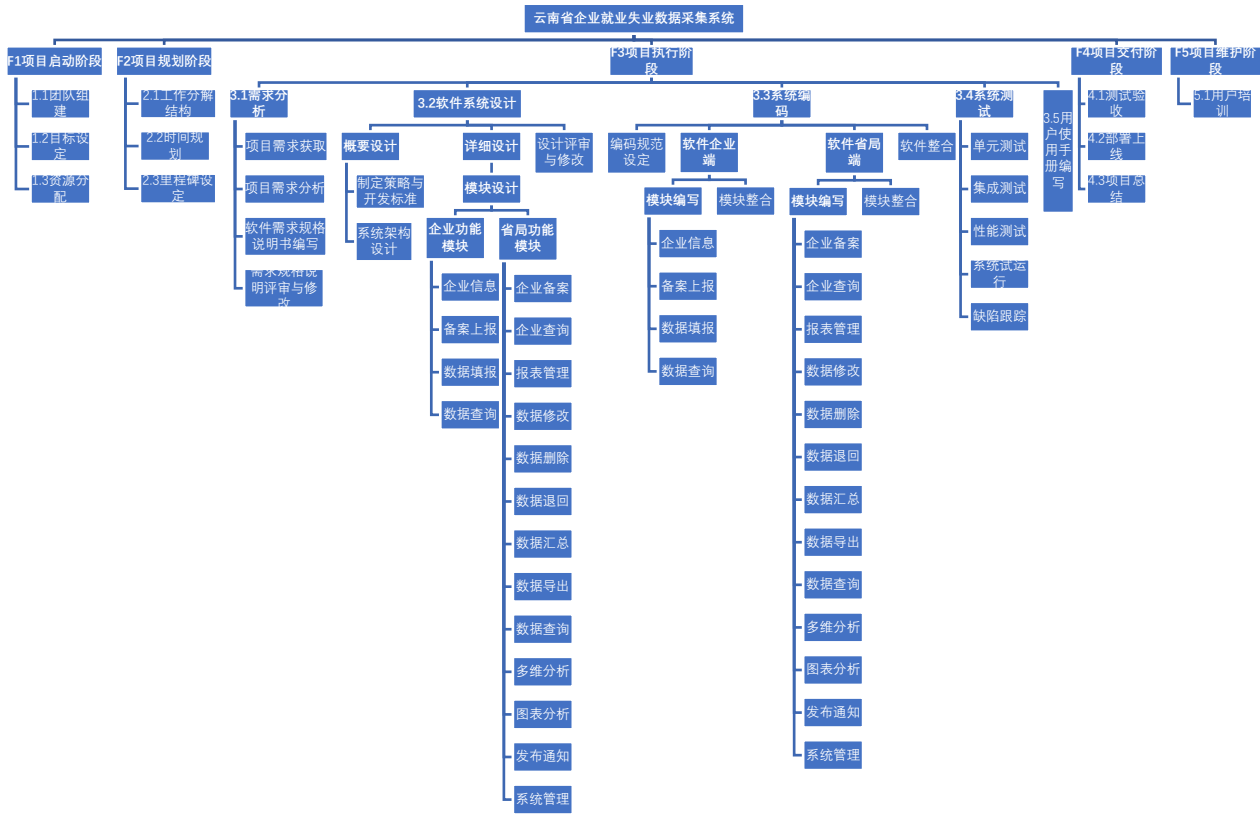 云南省企业就业失业数据采集系统
F1项目启动阶段
1.1团队组
建
1.2目标设
定
1.3资源分
配
F2项目规划阶段
2.1工作分解
结构
2.2时间规
划
2.3里程碑设
定
F3项目执行阶
段
3.1需求分
析
项目需求获取
项目需求分析
软件需求规格
说明书编写
需求规格说
明评审与修
改
3.2软件系统设计
概要设计
制定策略与
开发标准
系统架构
设计
详细设计
模块设计
企业功能
模块
企业信息
备案上报
数据填报
数据查询
省局功能
模块
企业备案
企业查询
报表管理
数据修改
数据删除
数据退回
数据汇总
数据导出
数据查询
多维分析
图表分析
发布通知
系统管理
设计评审
与修改
3.3系统编
码
编码规范
设定
软件企业
端
模块编写
企业信息
备案上报
数据填报
数据查询
模块整合
软件省局
端
模块编写
企业备案
企业查询
报表管理
数据修改
数据删除
数据退回
数据汇总
数据导出
数据查询
多维分析
图表分析
发布通知
系统管理
模块整合
软件整合
3.4系统测
试
单元测试
集成测试
性能测试
系统试运
行
缺陷跟踪
3.5用
户使
用手
册编
写
F4项目交付阶
段
4.1测试验
收
4.2部署上
线
4.3项目总
结
F5项目维护阶
段
5.1用户培
训